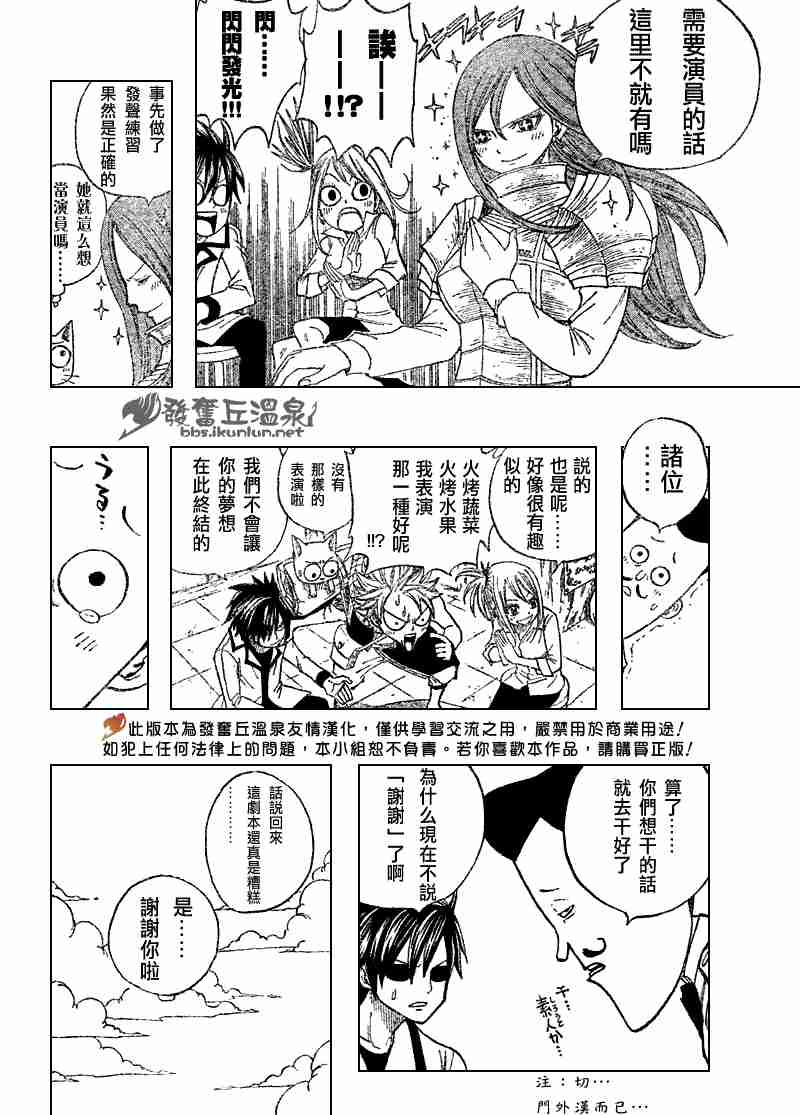 需要演員的話
這里不就有嗎
誒——
——!!?
閃……
閃閃發光!!!
事先做了
發聲練習
果然是正確的
她就這么想
當演員嗎……
發奮丘溫泉
bbs.ikunlun.net
諸位
……
說的
也是呢……
好像很有趣
似的
火烤蔬菜
火烤水果
我表演
那一種好呢
!!?
沒有
那樣的
表演啦
我們不會讓
你的夢想
在此終結的
うる…
此版本為發奮丘溫泉友情漢化，僅供學習交流之用，嚴禁用於商業用途!
如犯上任何法律上的問題，本小組恕不負責。若你喜歡本作品，請購買正版!
算了……
你們想干的話
就去干好了
為什么現在不說
「謝謝」了啊
チ…
素人か…
しろうと
注：切…
門外漢而已…
話說回來
這劇本還真是糟糕
………
是……
謝謝你啦